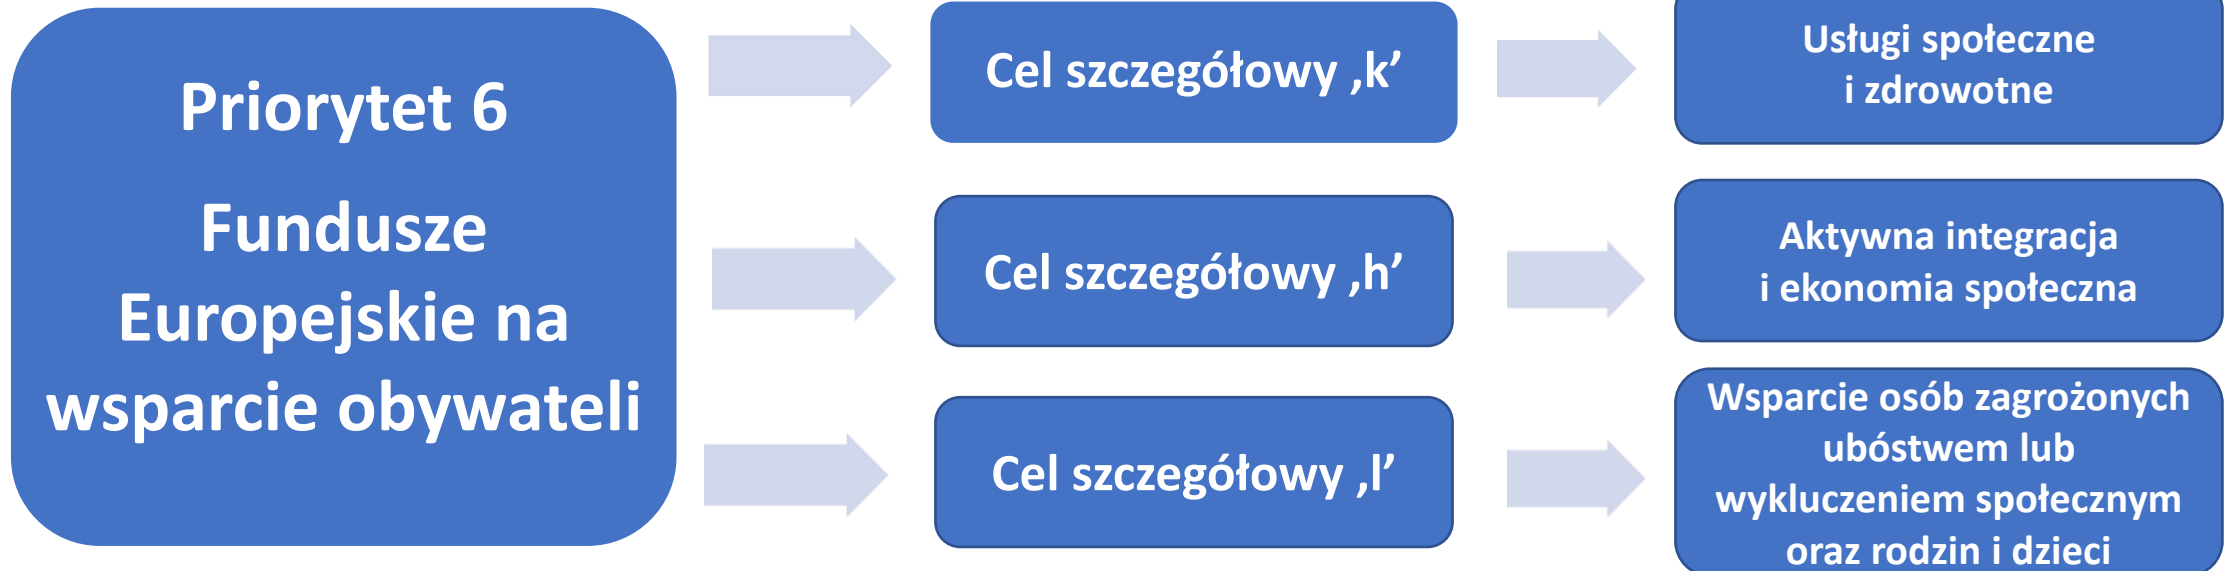 Priorytet 6
Fundusze
Europejskie na
wsparcie obywateli
Cel szczegółowy ‚k’
Usługi społeczne
i zdrowotne
Cel szczegółowy ‚h’
Aktywna integracja
i ekonomia społeczna
Cel szczegółowy ‚l’
Wsparcie osób zagrożonych
ubóstwem lub
wykluczeniem społecznym
oraz rodzin i dzieci